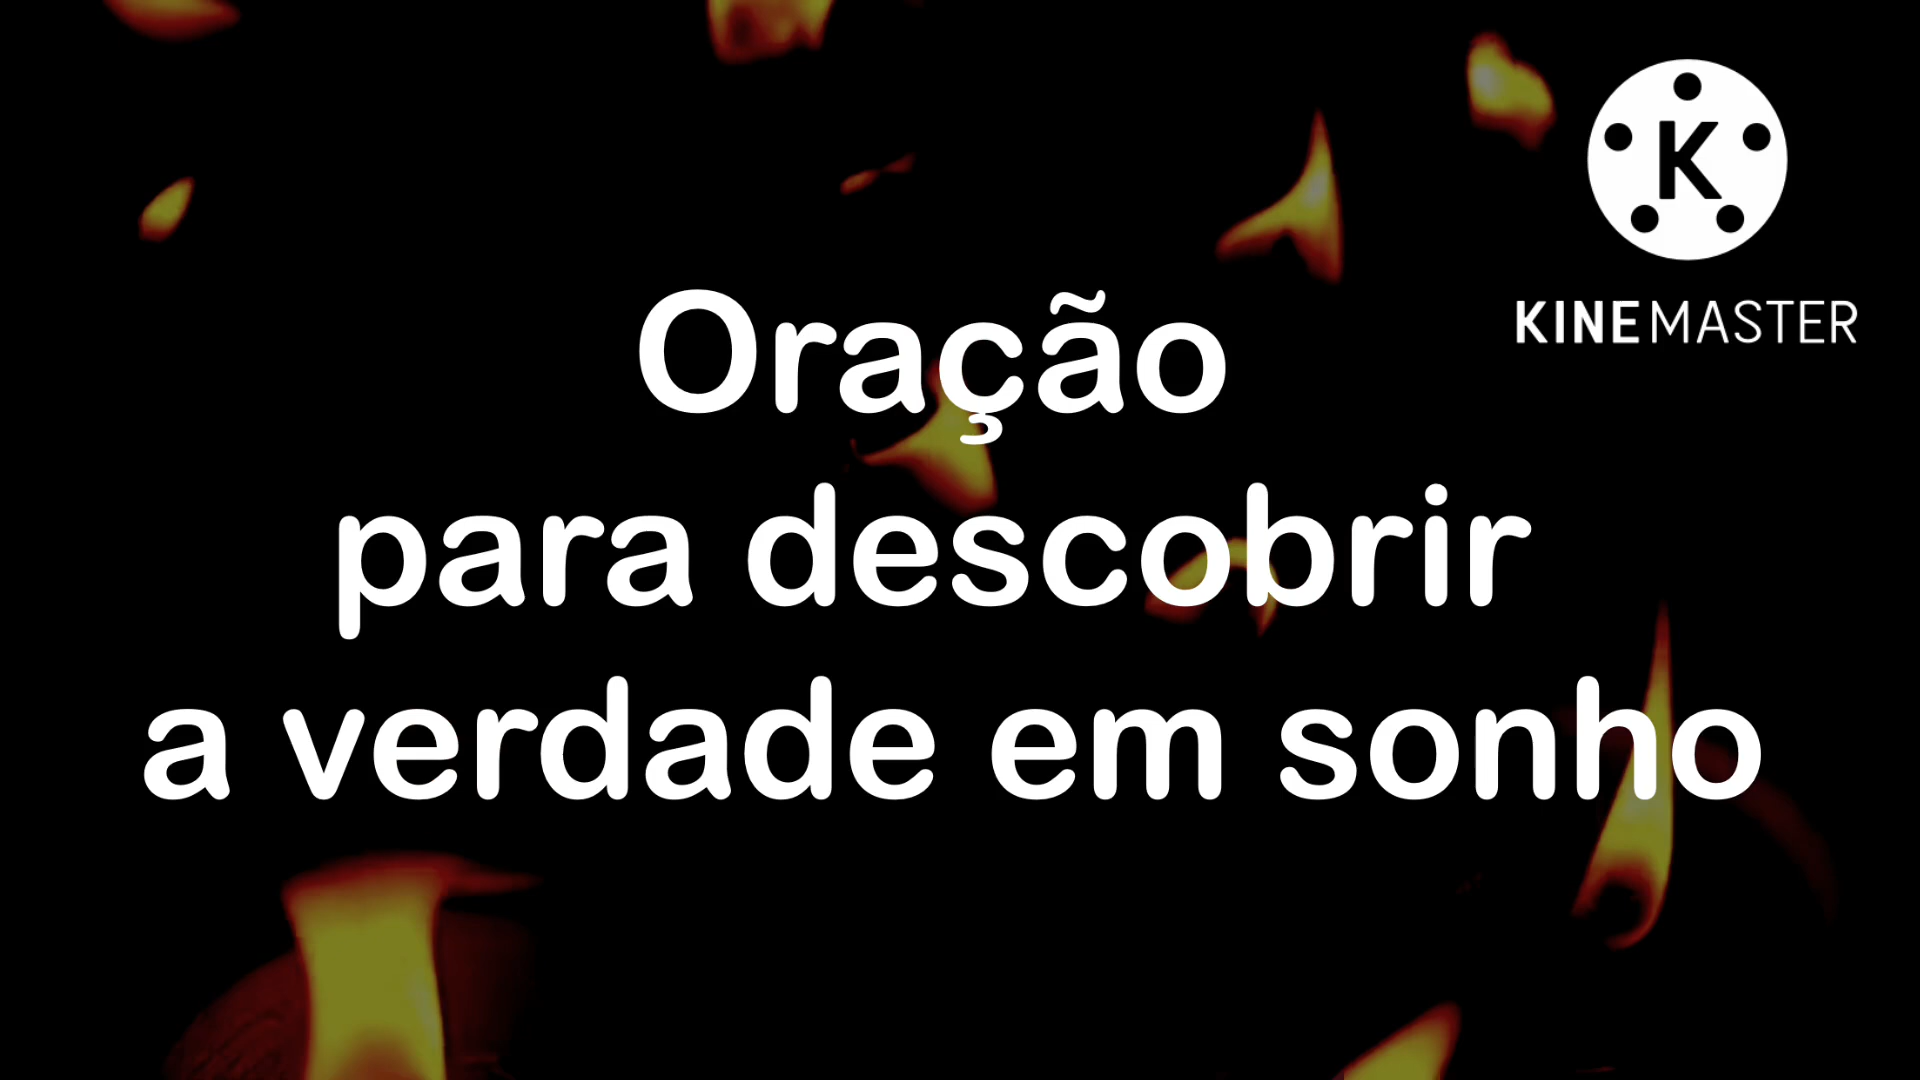 K
KINEMASTER
Oração
para descobrir
a verdade em sonho